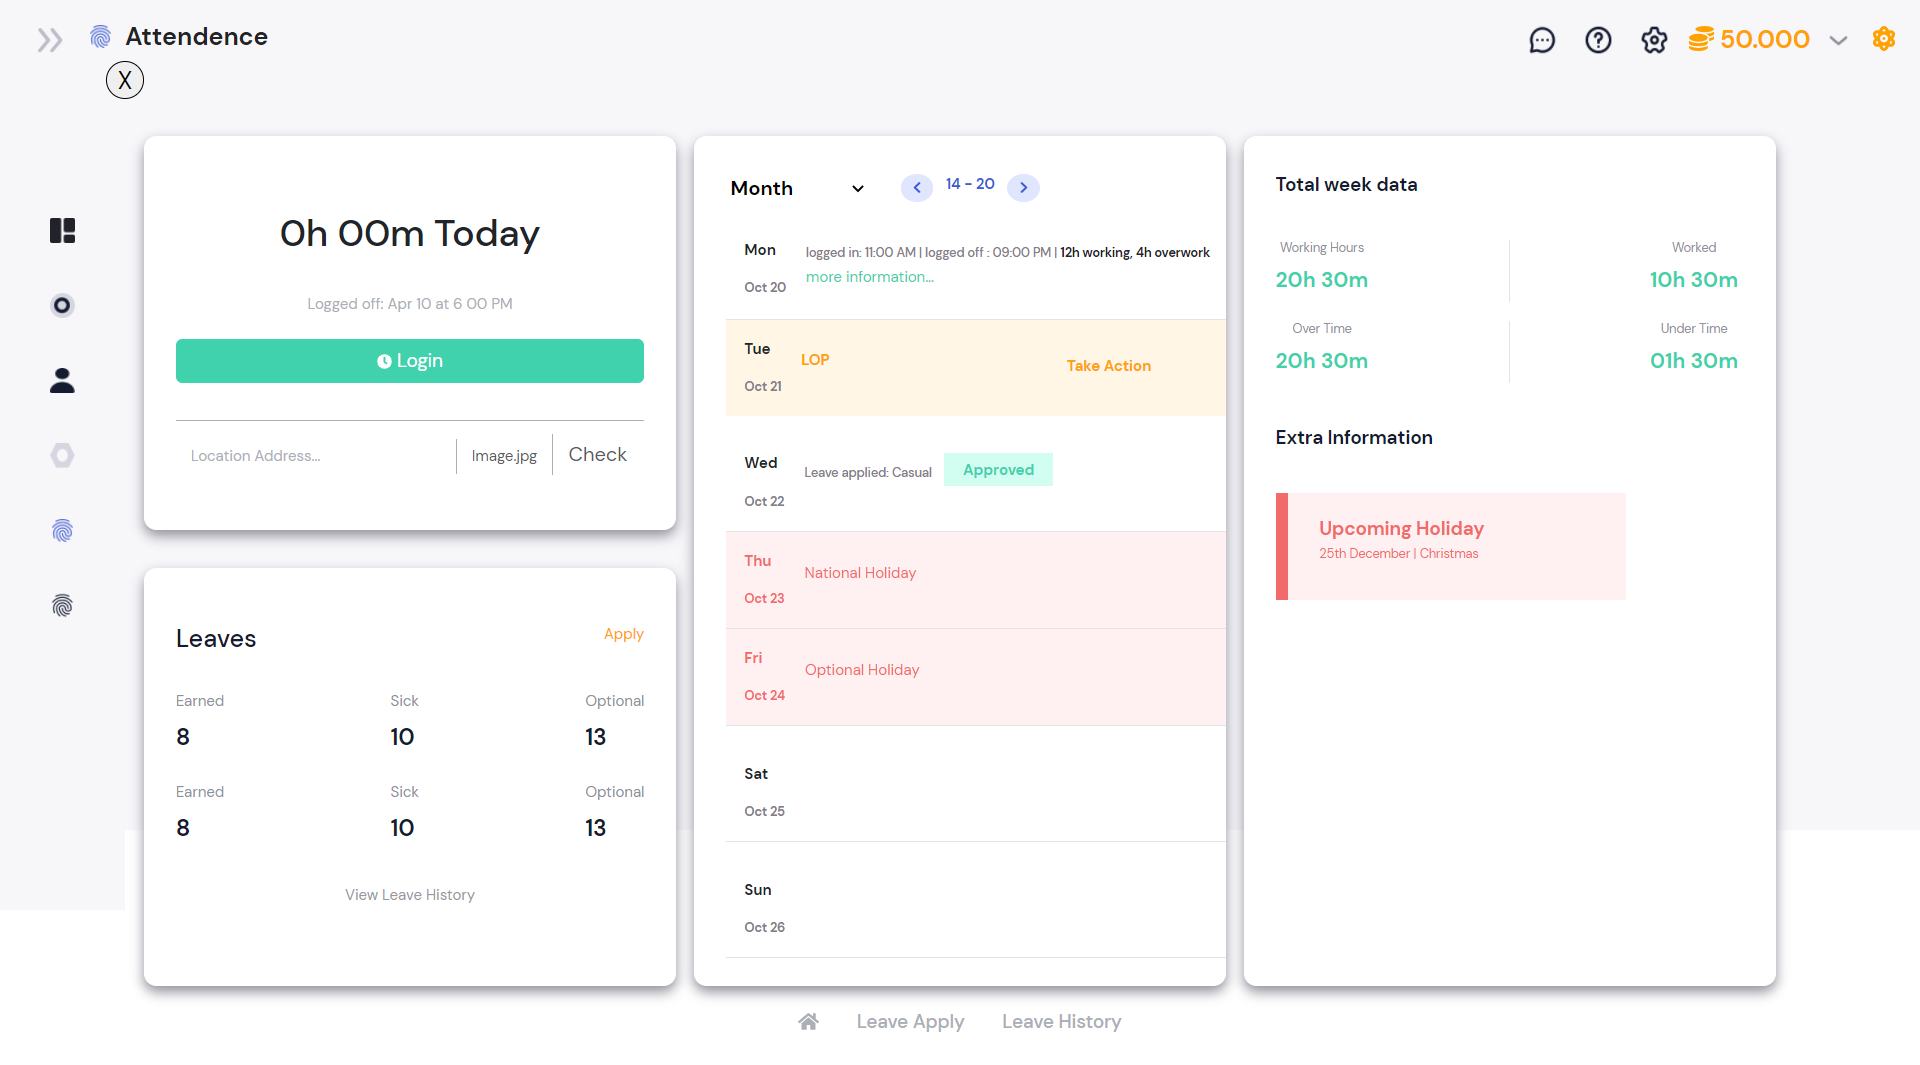 Attendence
50.000
X
0h 00m Today
Logged off: Apr 10 at 6 00 PM
Login
Location Address...
Image.jpg
Check
Leaves
Apply
Earned
Sick
Optional
8
10
13
Earned
Sick
Optional
8
10
13
View Leave History
Month
14 - 20
Mon
Oct 20
logged in: 11:00 AM | logged off : 09:00 PM | 12h working, 4h overwork
more information...
Tue
Oct 21
LOP
Take Action
Wed
Oct 22
Leave applied: Casual
Approved
Thu
Oct 23
National Holiday
Fri
Oct 24
Optional Holiday
Sat
Oct 25
Sun
Oct 26
Total week data
Working Hours
20h 30m
Worked
10h 30m
Over Time
20h 30m
Under Time
01h 30m
Extra Information
Upcoming Holiday
25th December | Christmas
Leave Apply
Leave History